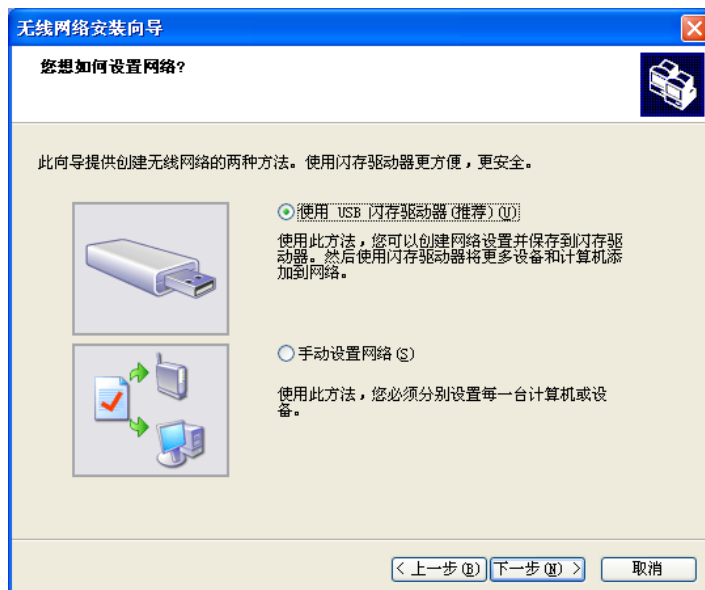 无线网络安装向导
您想如何设置网络?
此向导提供创建无线网络的两种方法。使用闪存驱动器更方便，更安全。
使用 USB 闪存驱动器(推荐)(U)
使用此方法，您可以创建网络设置并保存到闪存驱
动器。然后使用闪存驱动器将更多设备和计算机添
加到网络。
手动设置网络(S)
使用此方法，您必须分别设置每一台计算机或设
备。
< 上一步(B) 下一步(N) > 取消